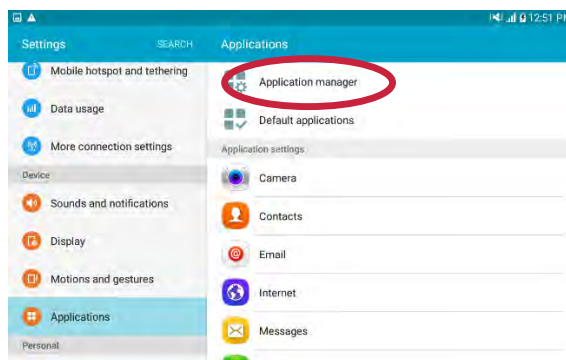 12:51 PM
Settings
SEARCH
Applications
Mobile hotspot and tethering
Data usage
More connection settings
Device
Sounds and notifications
Display
Motions and gestures
Applications
Personal
Application manager
Default applications
Application settings
Camera
Contacts
Email
Internet
Messages